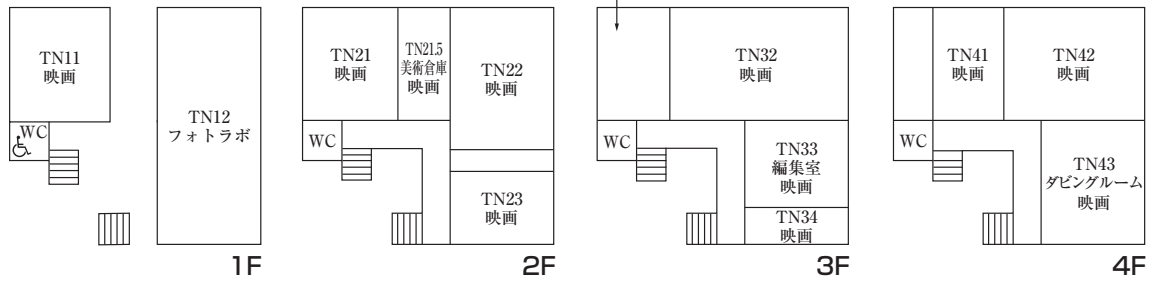 TN11
映画
WC
TN12
フォトラボ
1F
TN21
映画
TN21.5
美術倉庫
映画
TN22
映画
WC
TN23
映画
2F
TN32
映画
WC
TN33
編集室
映画
TN34
映画
3F
TN41
映画
TN42
映画
WC
TN43
ダビングルーム
映画
4F